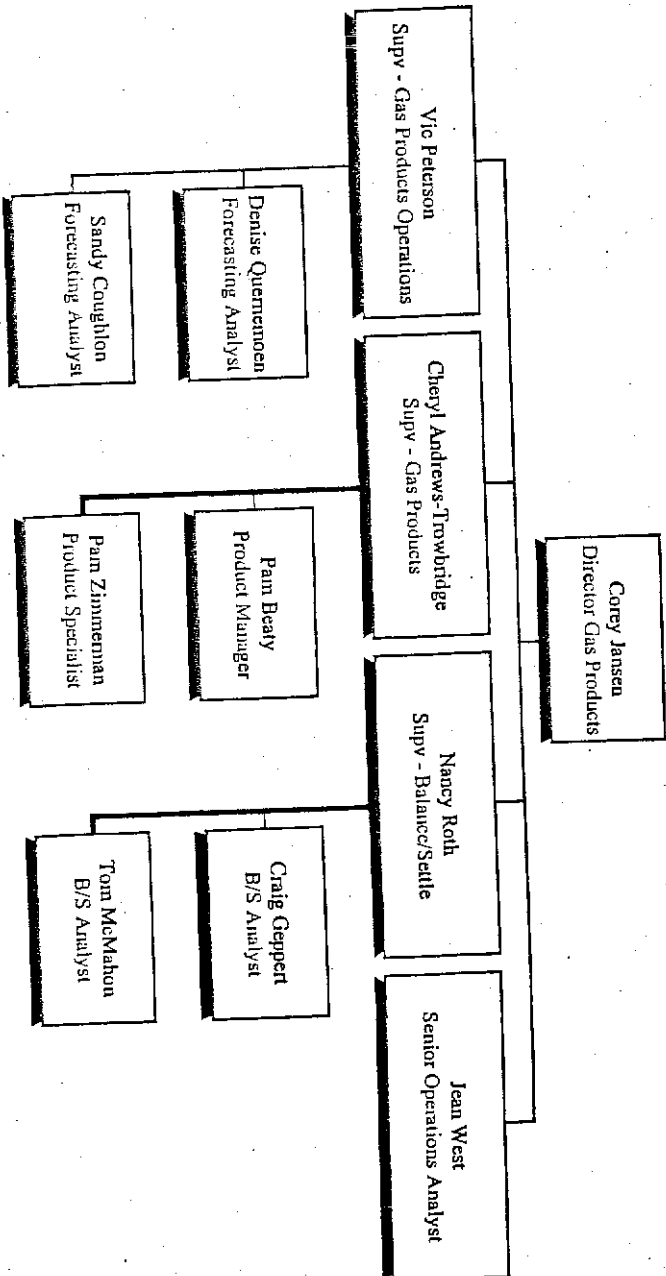 Corey Jansen
Director Gas Products
Vic Peterson
Supv - Gas Products Operations
Cheryl Andrews-Trowbridge
Supv - Gas Products
Nancy Roth
Supv - Balance/Settle
Jean West
Senior Operations Analyst
Denise Quernemoen
Forecasting Analyst
Pam Beaty
Product Manager
Craig Geppert
B/S Analyst
Sandy Coughlon
Forecasting Analyst
Pam Zimmerman
Product Specialist
Tom McMahon
B/S Analyst